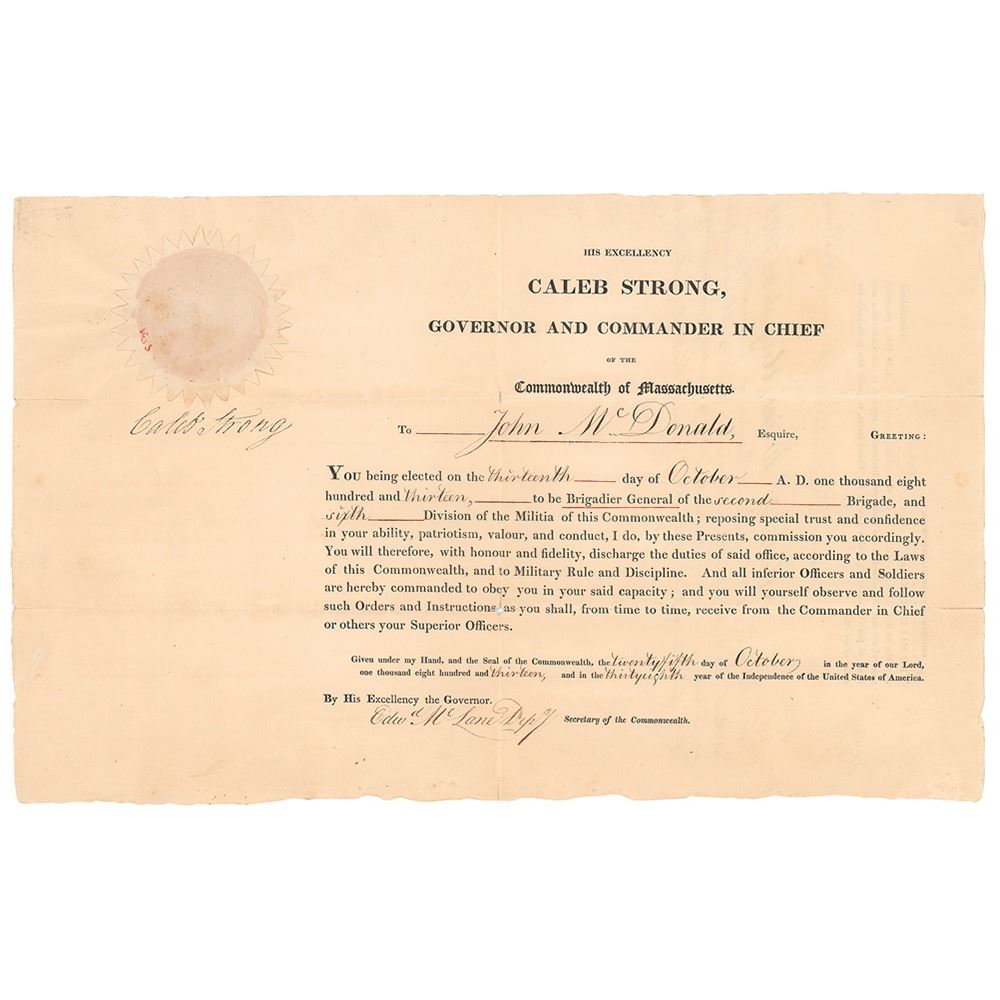 HIS EXCELLENCY
CALEB STRONG,
GOVERNOR AND COMMANDER IN CHIEF
OF THE
Commonwealth of Massachusetts.
Caleb Strong
To John McDonald, Esquire, GREETING:
YOU being elected on the thirteenth day of October A. D. one thousand eight
hundred and thirteen, to be Brigadier General of the second Brigade, and
sixth Division of the Militia of this Commonwealth; reposing special trust and confidence
in your ability, patriotism, valour, and conduct, I do, by these Presents, commission you accordingly.
You will therefore, with honour and fidelity, discharge the duties of said office, according to the Laws
of this Commonwealth, and to Military Rule and Discipline. And all inferior Officers and Soldiers
are hereby commanded to obey you in your said capacity; and you will yourself observe and follow
such Orders and Instructions as you shall, from time to time, receive from the Commander in Chief
or others your Superior Officers.
Given under my Hand, and the Seal of the Commonwealth, the twenty fifth day of October in the year of our Lord,
one thousand eight hundred and thirteen, and in the thirty eighth year of the Independence of the United States of America.
By His Excellency the Governor.
Edwd McLane Depy Secretary of the Commonwealth.